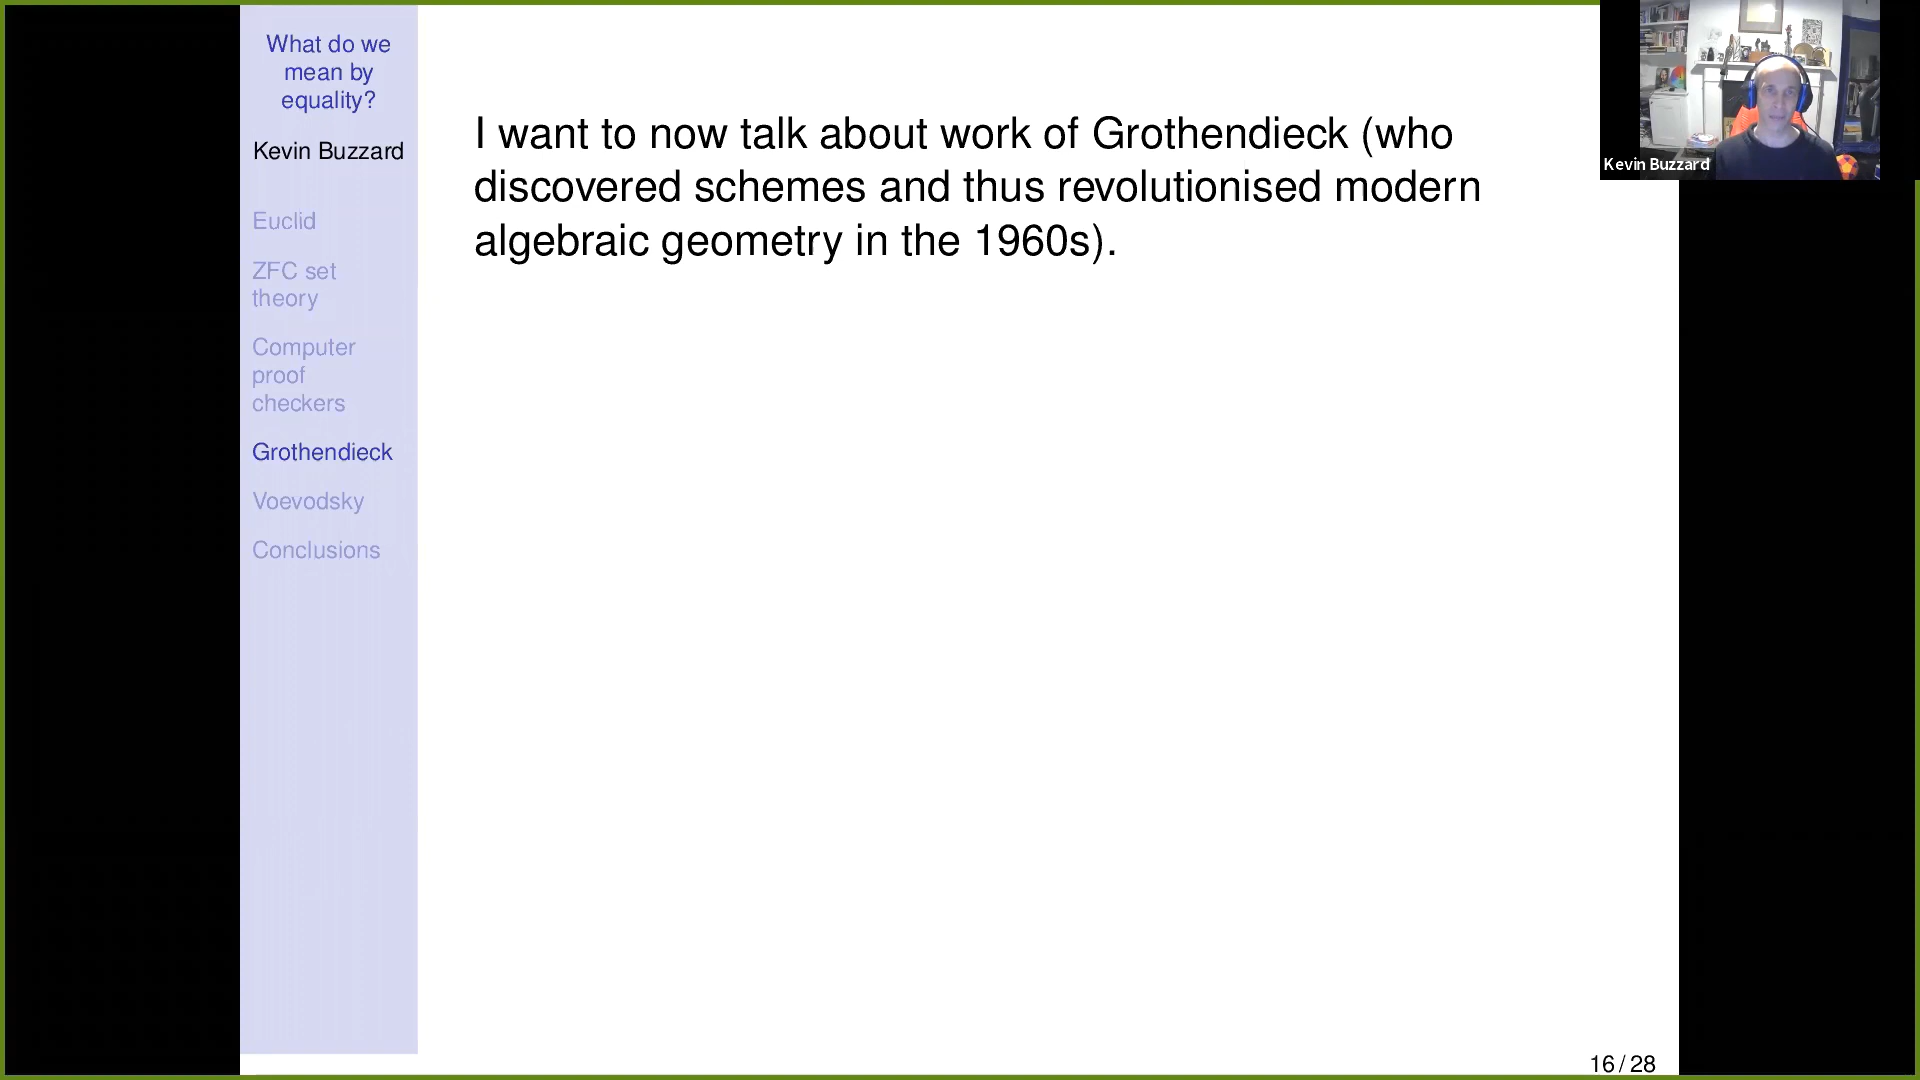 What do we
mean by
equality?
Kevin Buzzard
Euclid
ZFC set
theory
Computer
proof
checkers
Grothendieck
Voevodsky
Conclusions
I want to now talk about work of Grothendieck (who
discovered schemes and thus revolutionised modern
algebraic geometry in the 1960s).
Kevin Buzzard
16 / 28